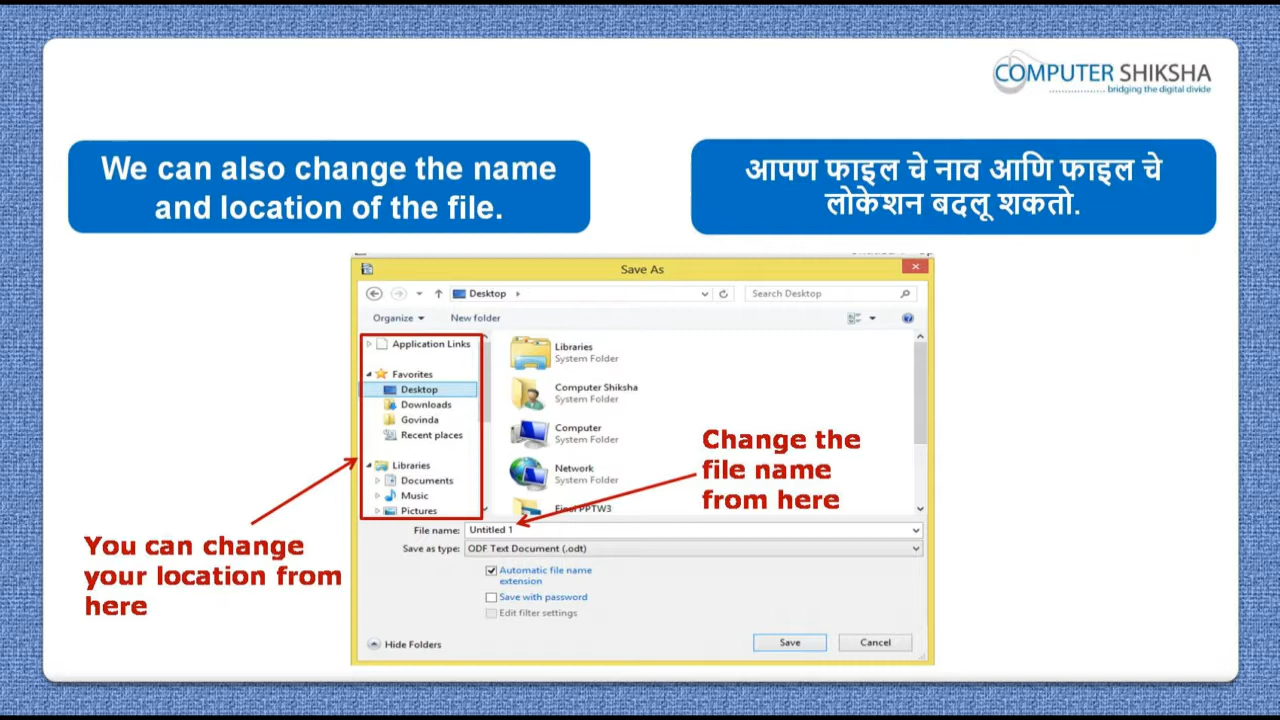 COMPUTER SHIKSHA
bridging the digital divide
We can also change the name
and location of the file.
आपण फाइल चे नाव आणि फाइल चे
लोकेशन बदलू शकतो.
Save As
Desktop
Search Desktop
Organize
New folder
Application Links
Favorites
Desktop
Downloads
Govinda
Recent places
Libraries
Documents
Music
Pictures
Libraries
System Folder
Computer Shiksha
System Folder
Computer
System Folder
Network
System Folder
Final PPTW3
Change the
file name
from here
You can change
your location from
here
File name: Untitled 1
Save as type: ODF Text Document (.odt)
Automatic file name
extension
Save with password
Edit filter settings
Hide Folders
Save
Cancel